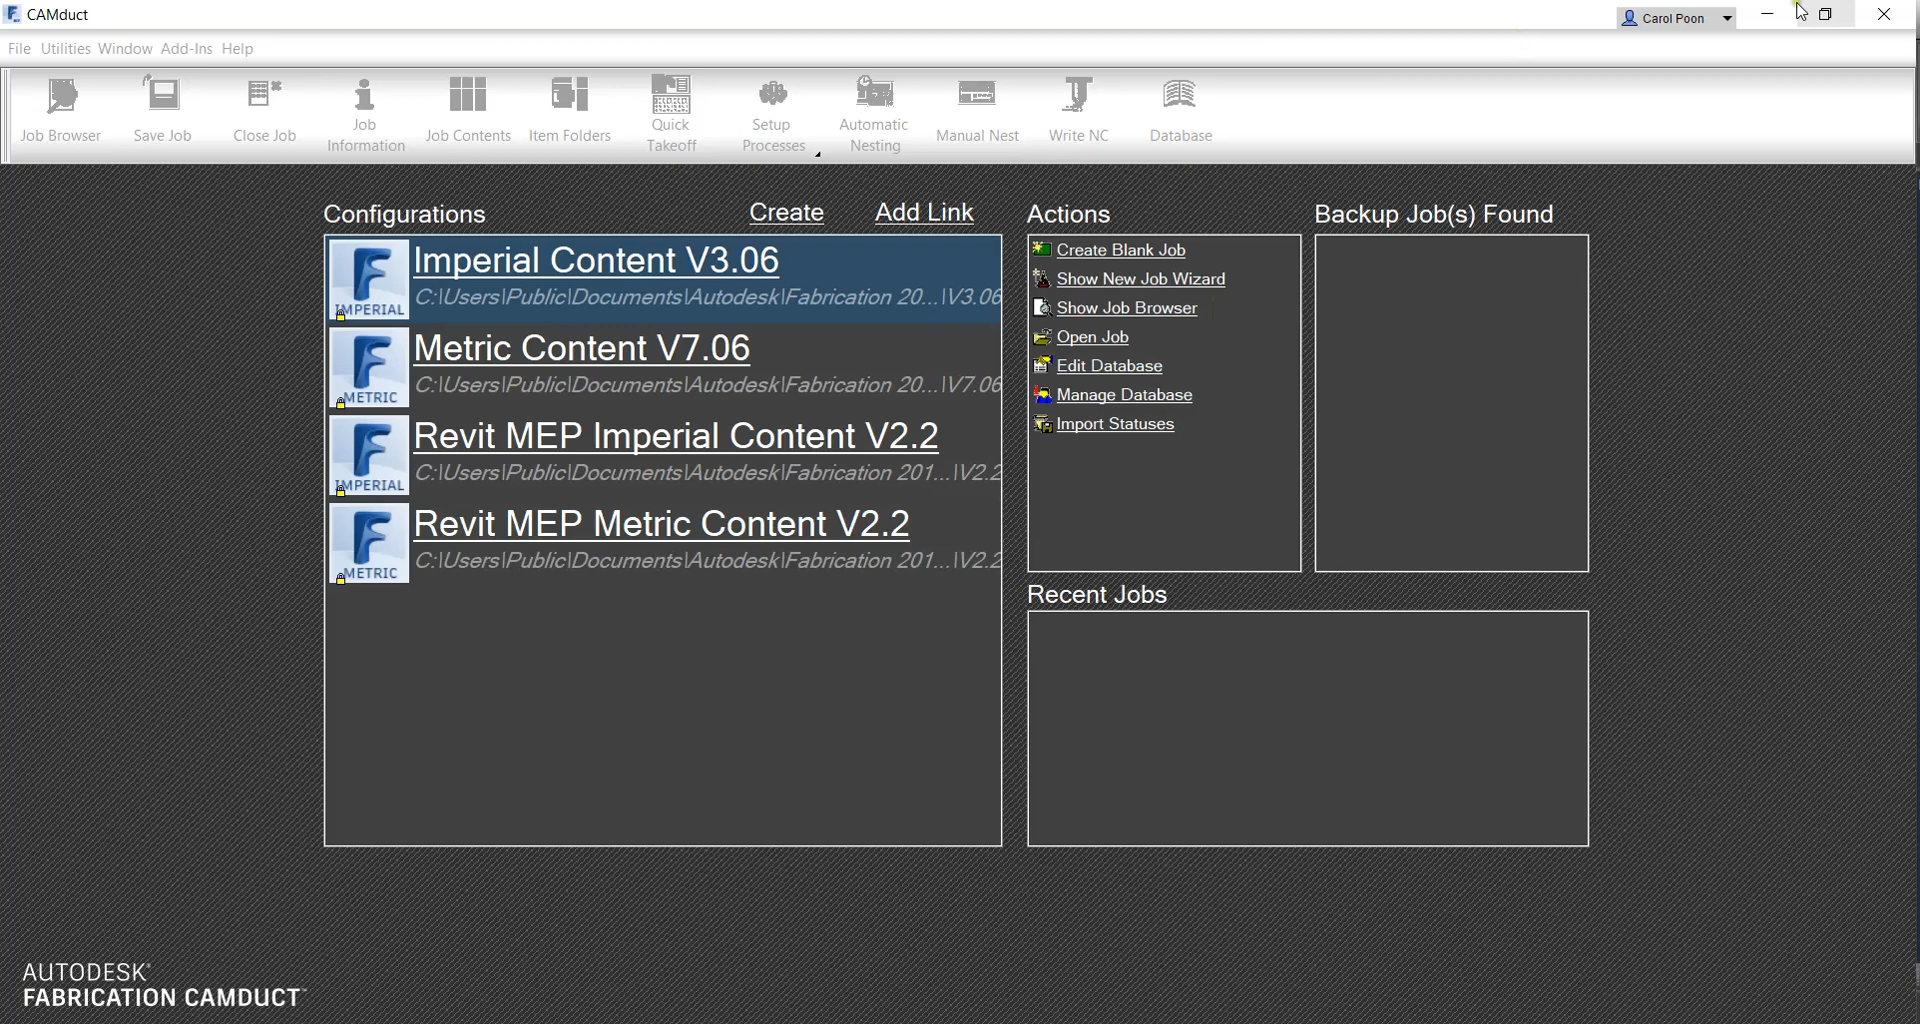 CAMduct
Carol Poon
File Utilities Window Add-Ins Help
Job Browser
Save Job
Close Job
Job
Information
Job Contents
Item Folders
Quick
Takeoff
Setup
Processes
Automatic
Nesting
Manual Nest
Write NC
Database
Configurations
Create
Add Link
IMPERIAL
Imperial Content V3.06
C:\Users\Public\Documents\Autodesk\Fabrication 20...\V3.06
METRIC
Metric Content V7.06
C:\Users\Public\Documents\Autodesk\Fabrication 20...\V7.06
IMPERIAL
Revit MEP Imperial Content V2.2
C:\Users\Public\Documents\Autodesk\Fabrication 201...\V2.2
METRIC
Revit MEP Metric Content V2.2
C:\Users\Public\Documents\Autodesk\Fabrication 201...\V2.2
Actions
Create Blank Job
Show New Job Wizard
Show Job Browser
Open Job
Edit Database
Manage Database
Import Statuses
Backup Job(s) Found
Recent Jobs
AUTODESK®
FABRICATION CAMDUCT™